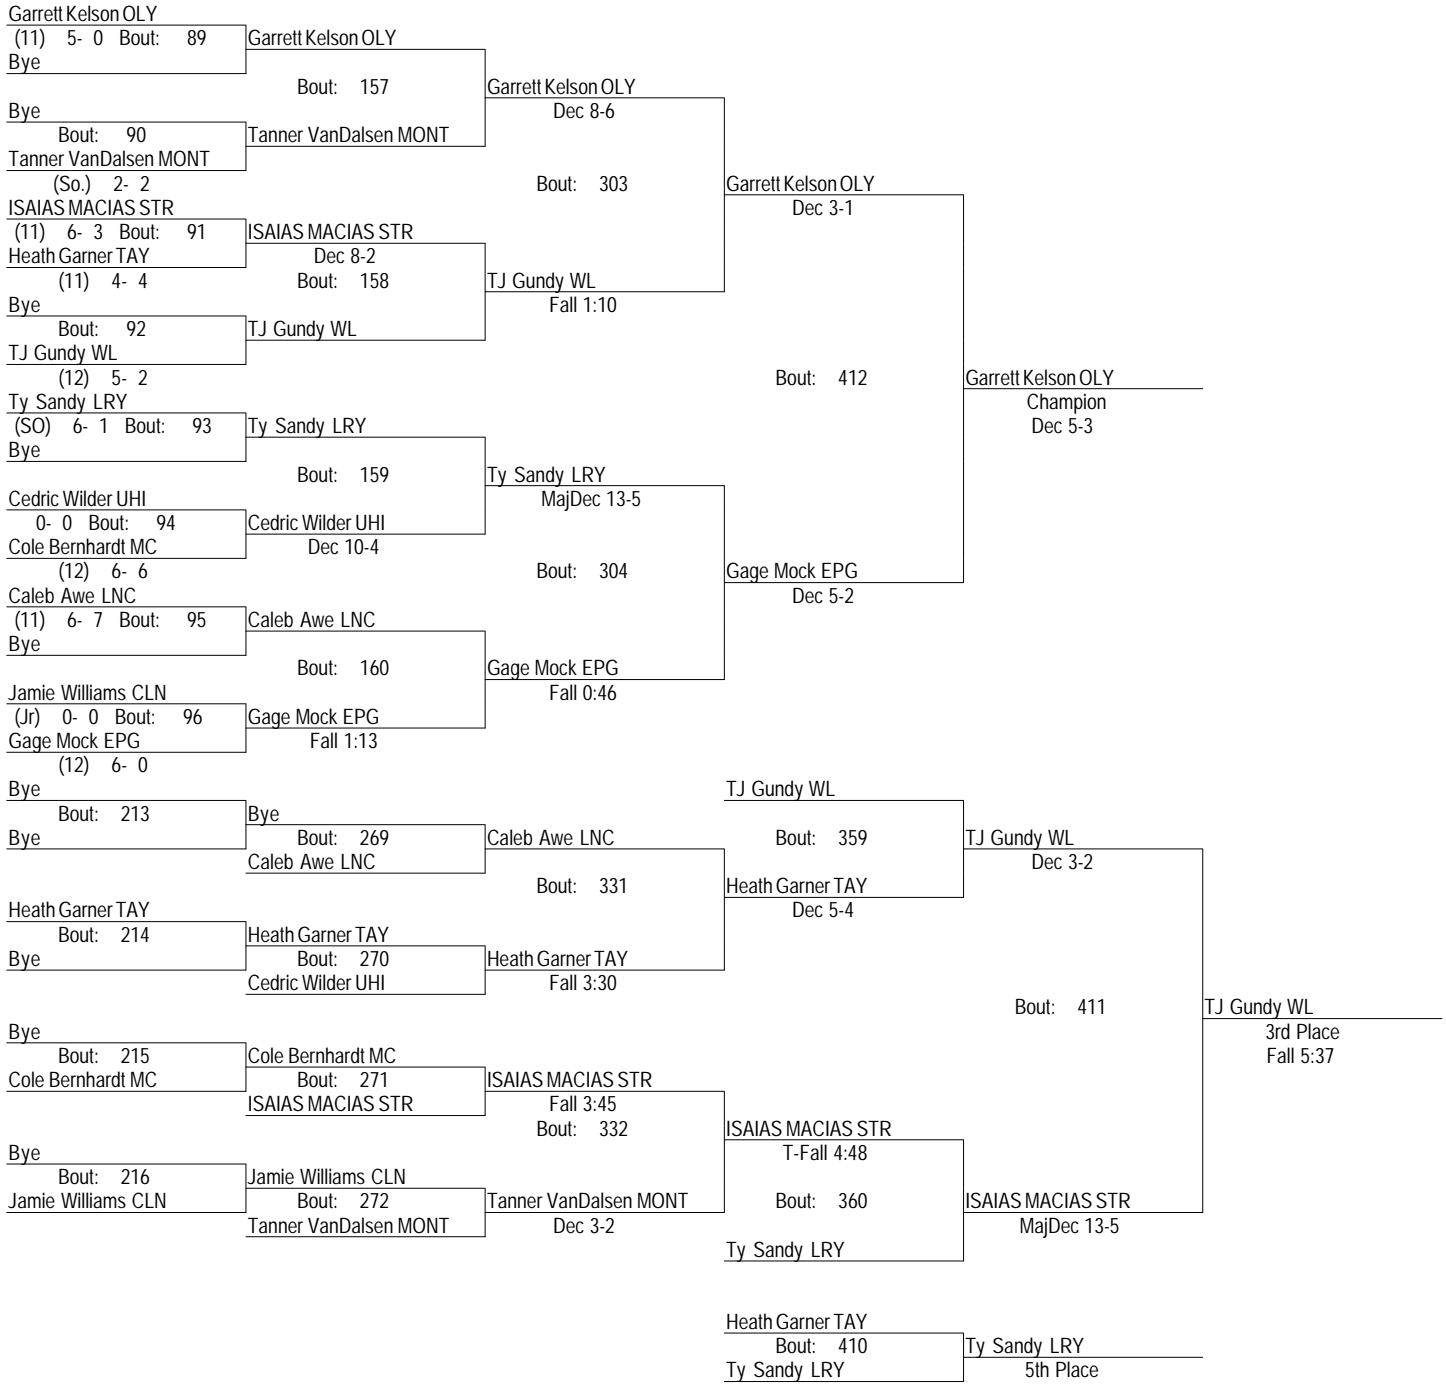 Garrett Kelson OLY
(11) 5- 0 Bout: 89 Garrett Kelson OLY
Bye
Bout: 157 Garrett Kelson OLY
Bye Dec 8-6
Bout: 90 Tanner VanDalsen MONT
Tanner VanDalsen MONT
(So.) 2- 2 Bout: 303 Garrett Kelson OLY
ISAIAS MACIAS STR Dec 3-1
(11) 6- 3 Bout: 91 ISAIAS MACIAS STR
Heath Garner TAY Dec 8-2
(11) 4- 4 Bout: 158 TJ Gundy WL
Bye Fall 1:10
Bout: 92 TJ Gundy WL
TJ Gundy WL
(12) 5- 2 Bout: 412 Garrett Kelson OLY
Ty Sandy LRY Champion
(SO) 6- 1 Bout: 93 Ty Sandy LRY Dec 5-3
Bye
Bout: 159 Ty Sandy LRY
Cedric Wilder UHI MajDec 13-5
0- 0 Bout: 94 Cedric Wilder UHI
Cole Bernhardt MC Dec 10-4
(12) 6- 6 Bout: 304 Gage Mock EPG
Caleb Awe LNC Dec 5-2
(11) 6- 7 Bout: 95 Caleb Awe LNC
Bye
Bout: 160 Gage Mock EPG
Jamie Williams CLN Fall 0:46
(Jr) 0- 0 Bout: 96 Gage Mock EPG
Gage Mock EPG Fall 1:13
(12) 6- 0
Bye TJ Gundy WL
Bout: 213 Bye
Bye Bout: 269 Caleb Awe LNC Bout: 359 TJ Gundy WL
Caleb Awe LNC Dec 3-2
Bout: 331 Heath Garner TAY
Heath Garner TAY Dec 5-4
Bout: 214 Heath Garner TAY
Bye Bout: 270 Heath Garner TAY
Cedric Wilder UHI Fall 3:30
Bout: 411 TJ Gundy WL
Bye 3rd Place
Bout: 215 Cole Bernhardt MC Fall 5:37
Cole Bernhardt MC Bout: 271 ISAIAS MACIAS STR
ISAIAS MACIAS STR Fall 3:45
Bout: 332 ISAIAS MACIAS STR
Bye T-Fall 4:48
Bout: 216 Jamie Williams CLN
Jamie Williams CLN Bout: 272 Tanner VanDalsen MONT Bout: 360 ISAIAS MACIAS STR
Tanner VanDalsen MONT Dec 3-2 MajDec 13-5
Ty Sandy LRY
Heath Garner TAY
Bout: 410 Ty Sandy LRY
Ty Sandy LRY 5th Place